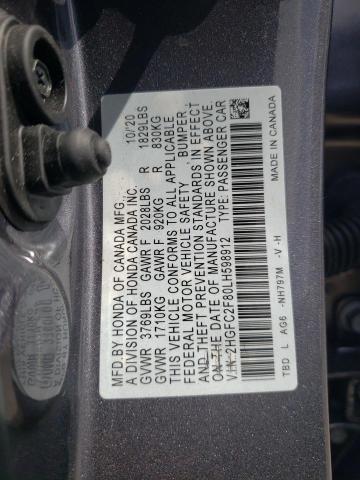 MFD.BY HONDA OF CANADA MFG., 10/20
A DIVISION OF HONDA CANADA INC.
GVWR 3769LBS GAWR F 2028LBS R 1829LBS
GVWR 1710KG GAWR F 920KG R 830KG
THIS VEHICLE CONFORMS TO ALL APPLICABLE
FEDERAL MOTOR VEHICLE SAFETY, BUMPER,
AND THEFT PREVENTION STANDARDS IN EFFECT
ON THE DATE OF MANUFACTURE SHOWN ABOVE.
V.I.N:2HGFC2F80LH598912 TYPE: PASSENGER CAR
TBD L AG6 -NH797M -V -H MADE IN CANADA